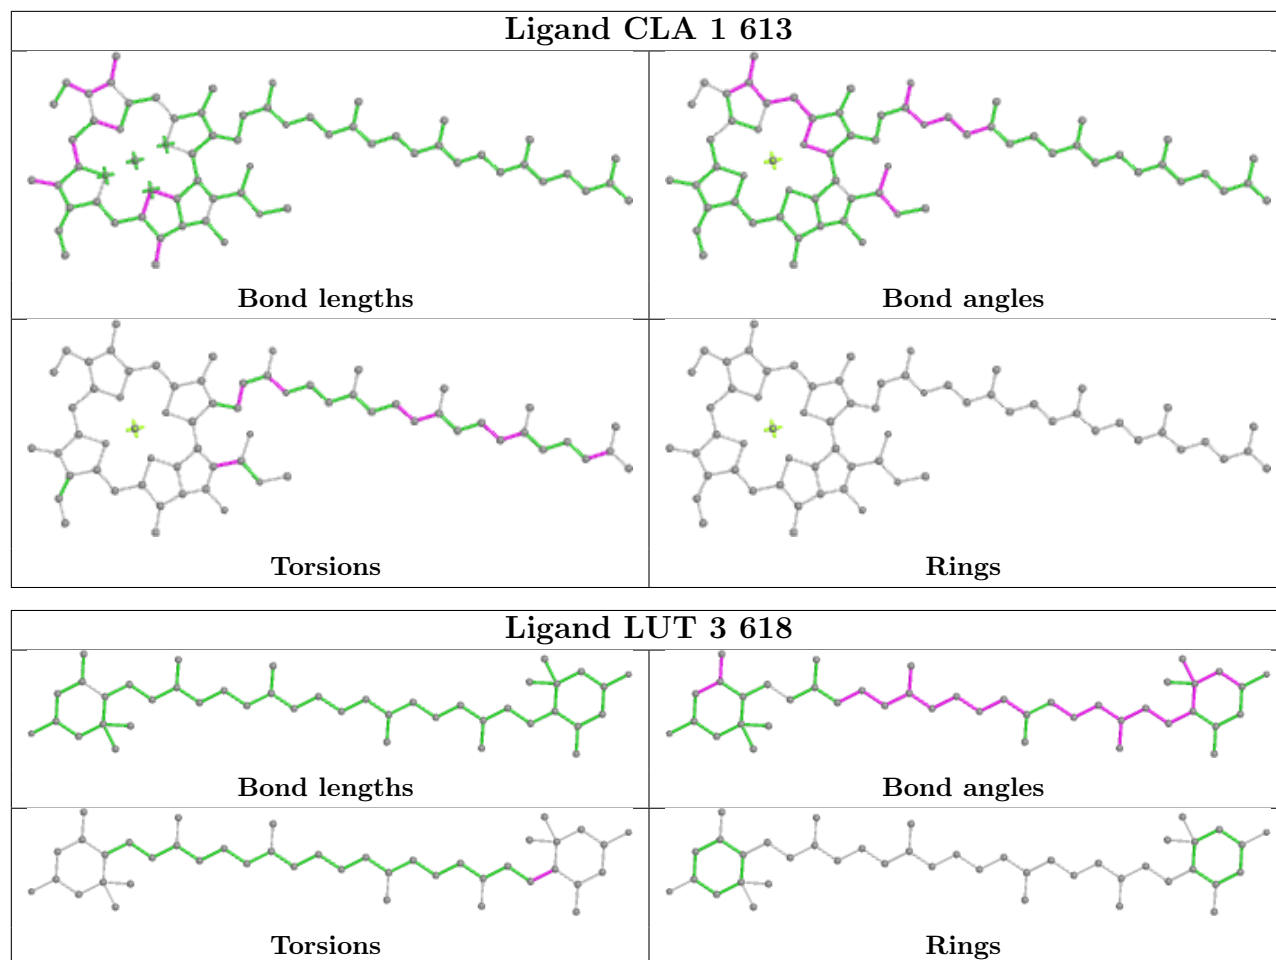 Ligand CLA 1 613
Bond lengths
Bond angles
Torsions
Rings
Ligand LUT 3 618
Bond lengths
Bond angles
Torsions
Rings